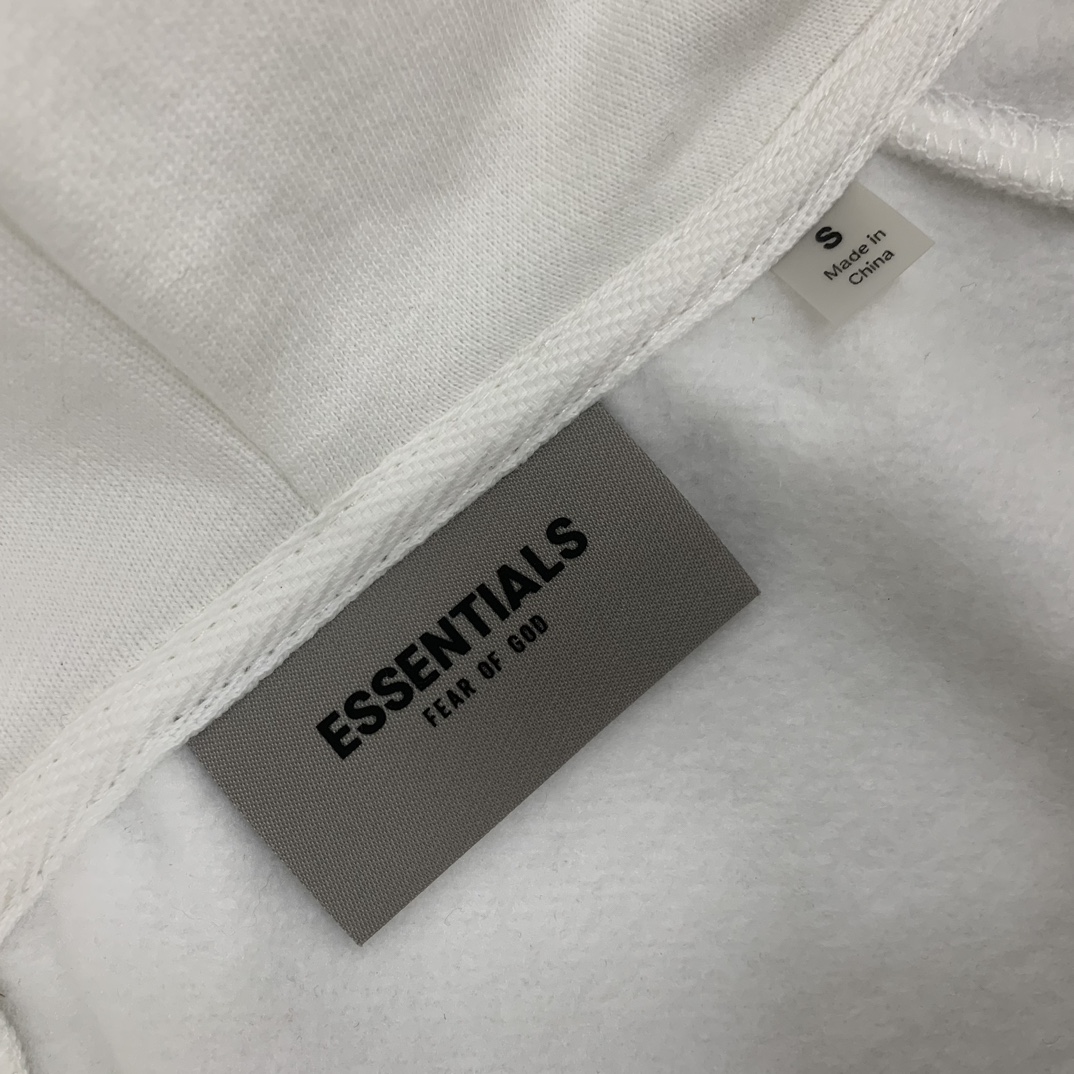 S
Made in
China
ESSENTIALS
FEAR OF GOD